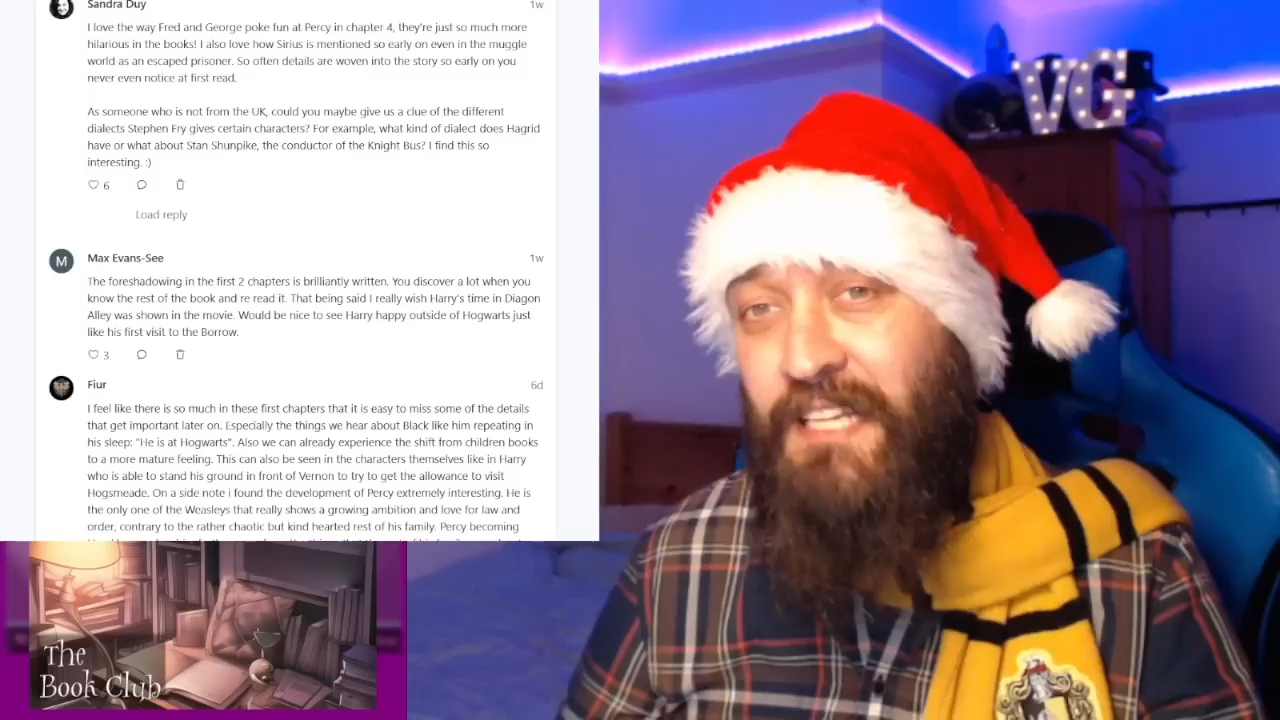 Sandra Duy
1w
I love the way Fred and George poke fun at Percy in chapter 4, they're just so much more
hilarious in the books! I also love how Sirius is mentioned so early on even in the muggle
world as an escaped prisoner. So often details are woven into the story so early on you
never even notice at first read.
As someone who is not from the UK, could you maybe give us a clue of the different
dialects Stephen Fry gives certain characters? For example, what kind of dialect does Hagrid
have or what about Stan Shunpike, the conductor of the Knight Bus? I find this so
interesting. :)
6
Load reply
M
Max Evans-See
1w
The foreshadowing in the first 2 chapters is brilliantly written. You discover a lot when you
know the rest of the book and re read it. That being said I really wish Harry's time in Diagon
Alley was shown in the movie. Would be nice to see Harry happy outside of Hogwarts just
like his first visit to the Borrow.
3
Fiur
6d
I feel like there is so much in these first chapters that it is easy to miss some of the details
that get important later on. Especially the things we hear about Black like him repeating in
his sleep: "He is at Hogwarts". Also we can already experience the shift from children books
to a more mature feeling. This can also be seen in the characters themselves like in Harry
who is able to stand his ground in front of Vernon to try to get the allowance to visit
Hogsmeade. On a side note i found the development of Percy extremely interesting. He is
the only one of the Weasleys that really shows a growing ambition and love for law and
order, contrary to the rather chaotic but kind hearted rest of his family. Percy becoming
VG
The
Book Club